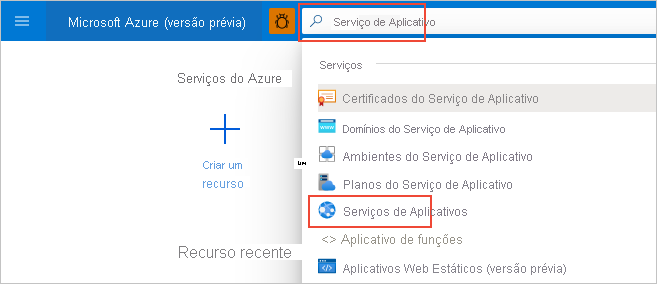 Microsoft Azure (versão prévia)
Serviço de Aplicativo
Serviços do Azure
Criar um
recurso
Recurso recente
Serviços
Certificados do Serviço de Aplicativo
www
Domínios do Serviço de Aplicativo
Ambientes do Serviço de Aplicativo
Planos do Serviço de Aplicativo
Serviços de Aplicativos
<> Aplicativo de funções
Aplicativos Web Estáticos (versão prévia)